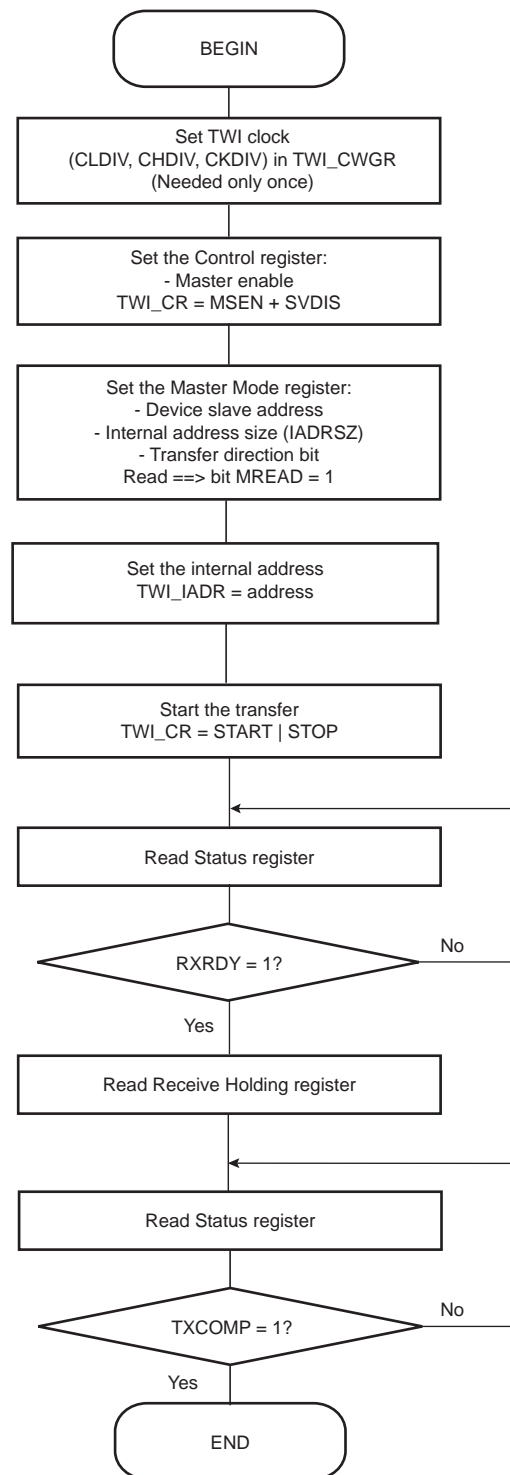 BEGIN
Set TWI clock
(CLDIV, CHDIV, CKDIV) in TWI_CWGR
(Needed only once)
Set the Control register:
- Master enable
TWI_CR = MSEN + SVDIS
Set the Master Mode register:
- Device slave address
- Internal address size (IADRSZ)
- Transfer direction bit
Read ==> bit MREAD = 1
Set the internal address
TWI_IADR = address
Start the transfer
TWI_CR = START | STOP
Read Status register
RXRDY = 1?
No
Yes
Read Receive Holding register
Read Status register
TXCOMP = 1?
No
Yes
END